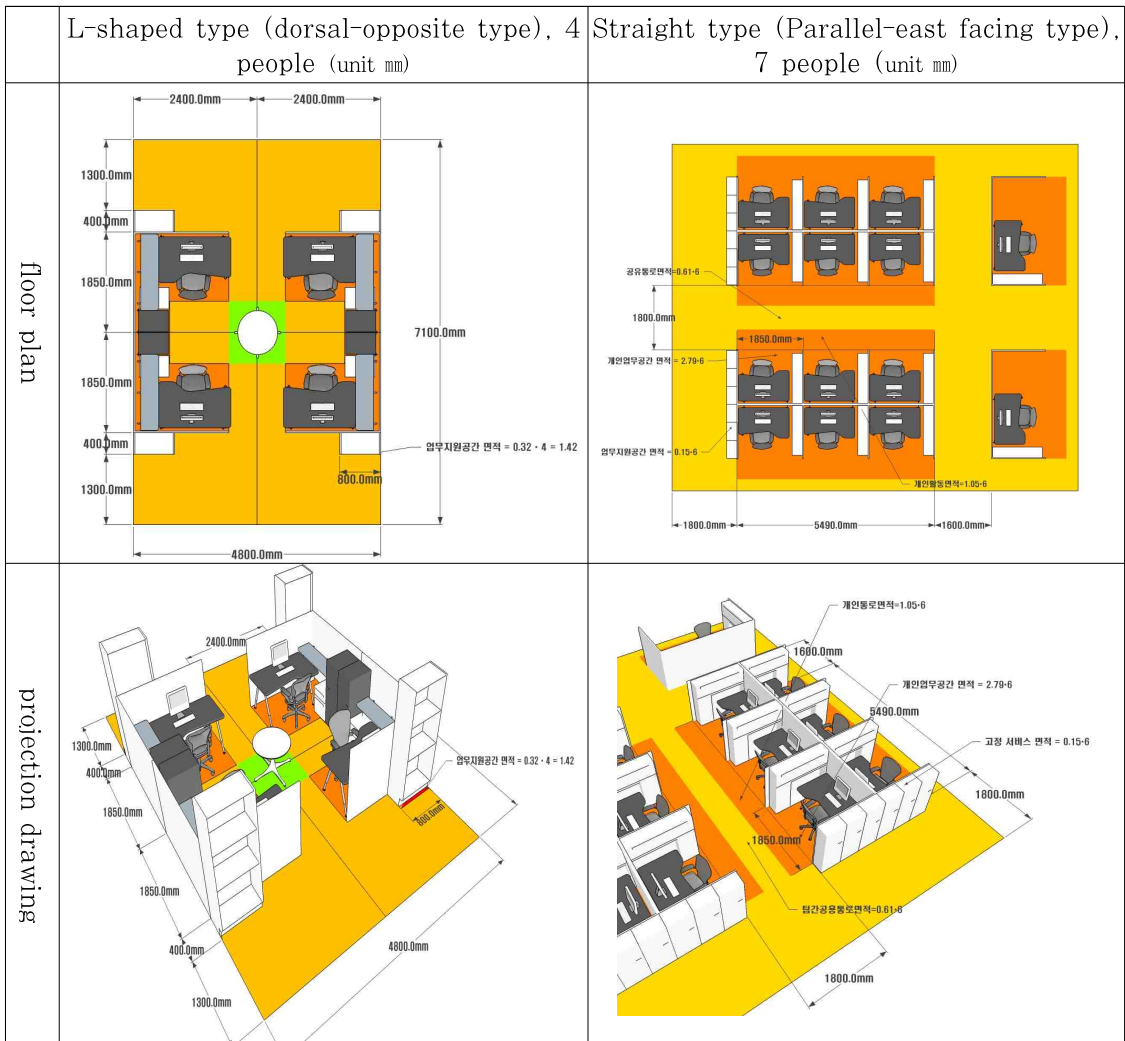 L-shaped type (dorsal-opposite type), 4
people (unit ㎜)
Straight type (Parallel-east facing type),
7 people (unit ㎜)
floor plan
2400.0mm
2400.0mm
1300.0mm
400.0mm
1850.0mm
1850.0mm
400.0mm
1300.0mm
7100.0mm
업무지원공간 면적 = 0.32 · 4 = 1.42
800.0mm
4800.0mm
공유통로면적=0.61·6
1800.0mm
1850.0mm
개인업무공간 면적 = 2.79·6
업무지원공간 면적 = 0.15·6
개인활동면적=1.05·6
1800.0mm
5490.0mm
1600.0mm
projection drawing
2400.0mm
1300.0mm
400.0mm
1850.0mm
1850.0mm
400.0mm
1300.0mm
업무지원공간 면적 = 0.32 · 4 = 1.42
800.0mm
4800.0mm
개인통로면적=1.05·6
1600.0mm
개인업무공간 면적 = 2.79·6
5490.0mm
고정 서비스 면적 = 0.15·6
1800.0mm
1850.0mm
팀간공용통로면적=0.61·6
1800.0mm